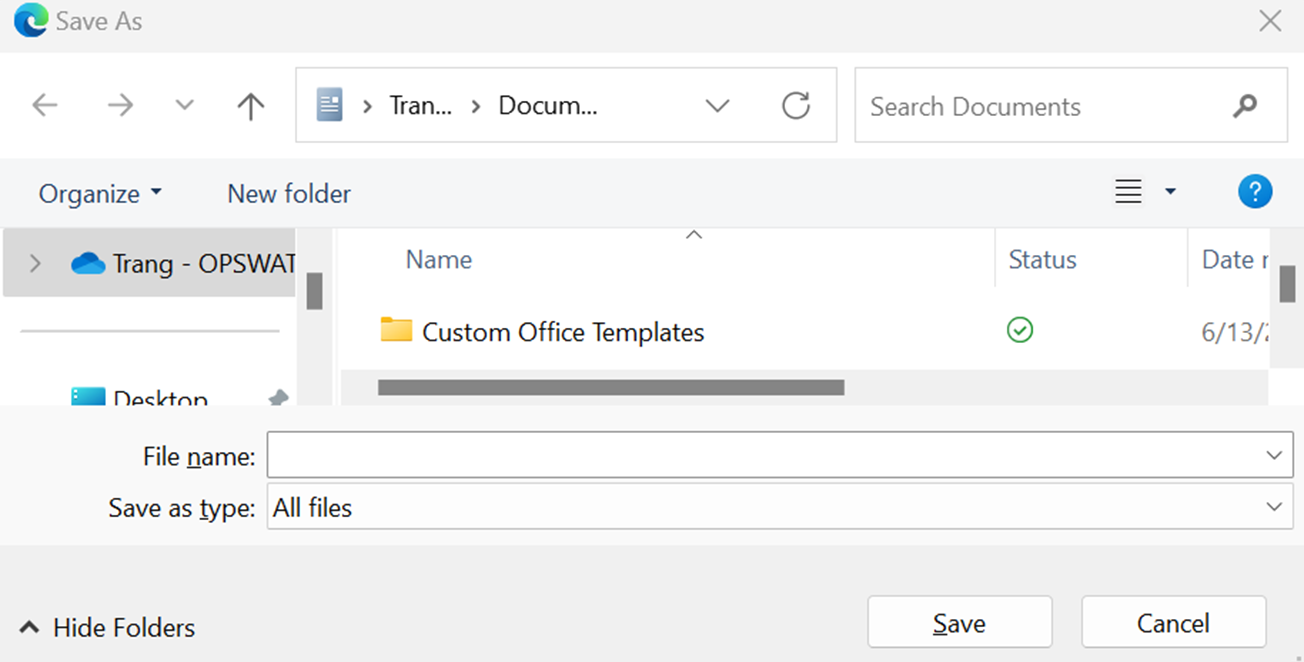 Save As
Tran... > Docum...
Search Documents
Organize
New folder
?
Trang - OPSWAT
Name
Status
Date
Custom Office Templates
6/13/
Desktop
File name:
Save as type: All files
Hide Folders
Save
Cancel